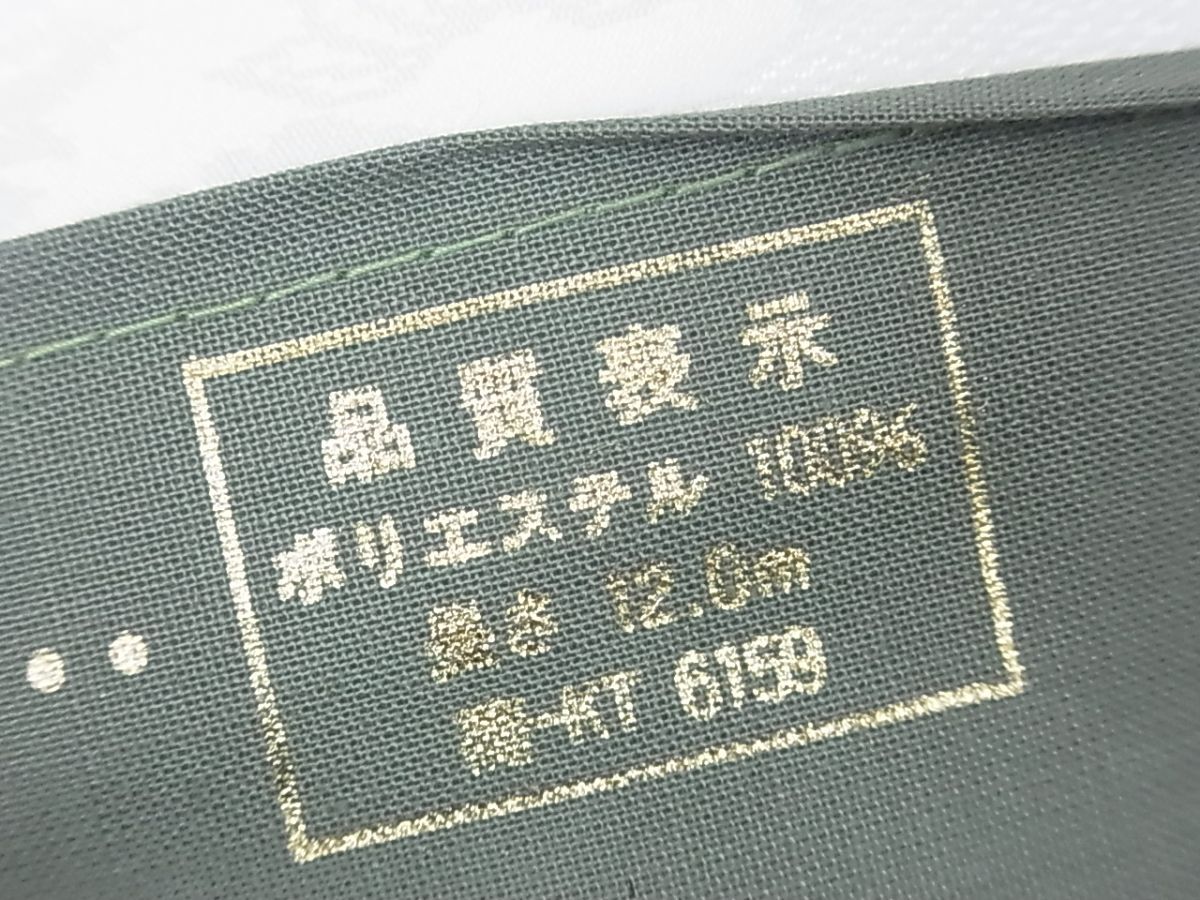 品質表示
ポリエステル 100%
長さ 12.0m
KT 6159